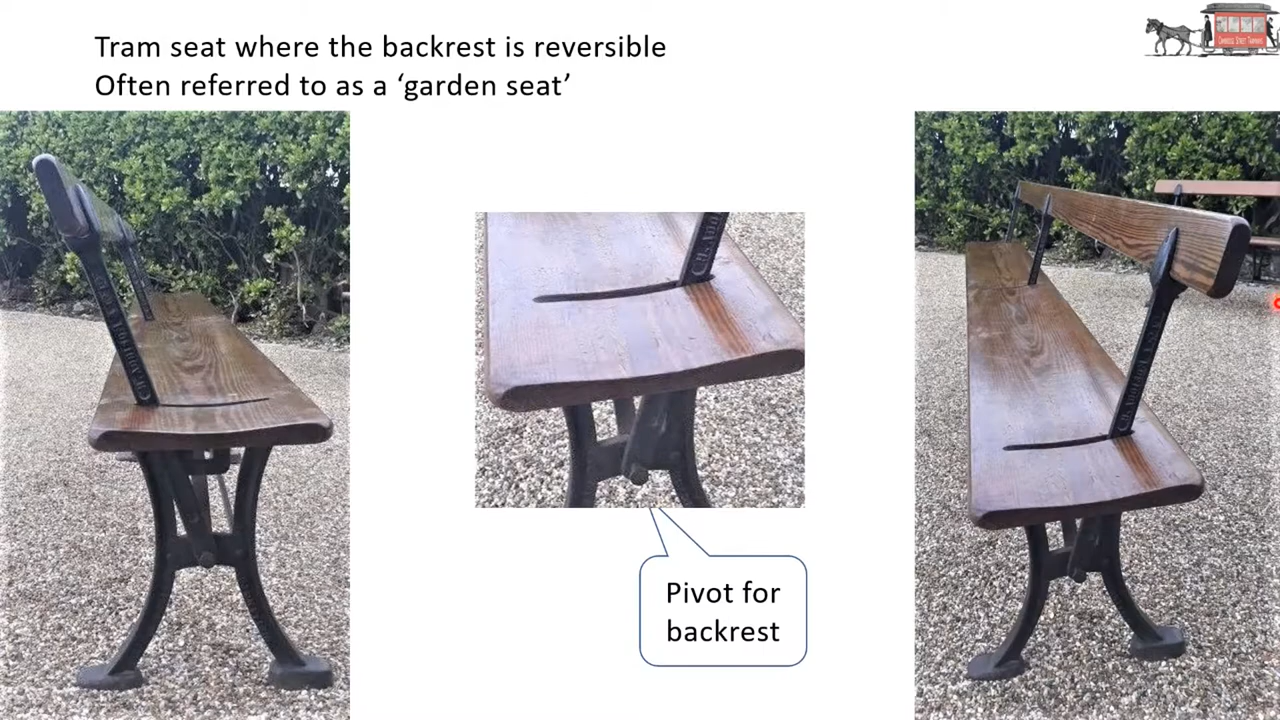 Tram seat where the backrest is reversible
Often referred to as a ‘garden seat’
Pivot for
backrest